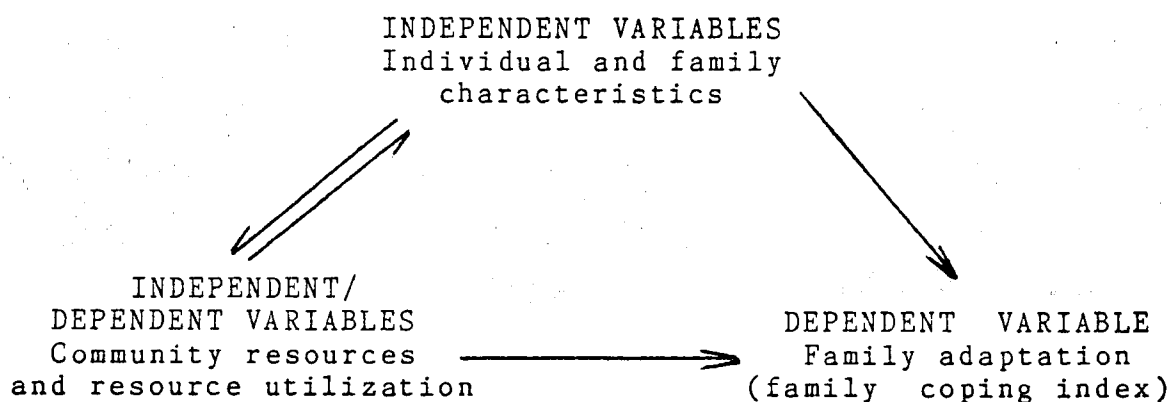 INDEPENDENT VARIABLES
Individual and family
characteristics
INDEPENDENT/
DEPENDENT VARIABLES
Community resources
and resource utilization
DEPENDENT VARIABLE
Family adaptation
(family coping index)